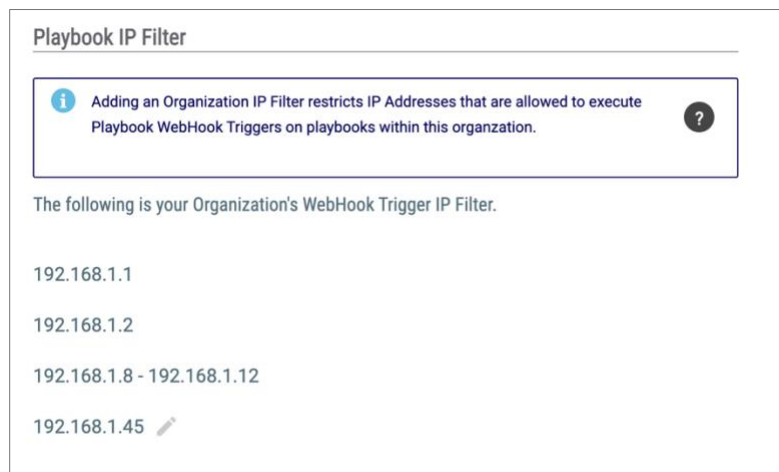 Playbook IP Filter
i
Adding an Organization IP Filter restricts IP Addresses that are allowed to execute
?
Playbook WebHook Triggers on playbooks within this organzation.
The following is your Organization's WebHook Trigger IP Filter.
192.168.1.1
192.168.1.2
192.168.1.8 - 192.168.1.12
192.168.1.45